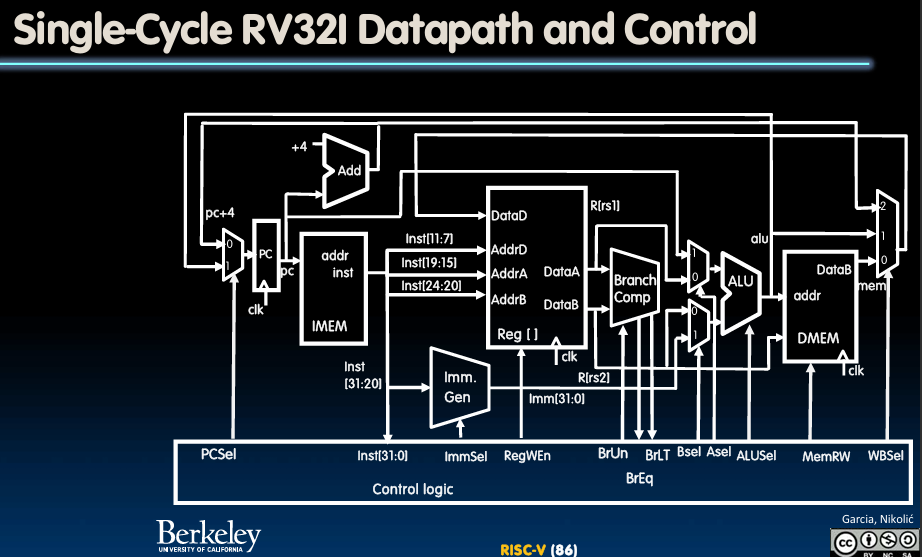 Single-Cycle RV32I Datapath and Control
+4
Add
pc+4
0
1
PC
pc
clk
addr
inst
IMEM
Inst[11:7]
Inst[19:15]
Inst[24:20]
Inst
[31:20]
DataD
AddrD
AddrA
AddrB
DataA
DataB
Reg [ ]
clk
Imm.
Gen
Imm[31:0]
R[rs1]
R[rs2]
Branch
Comp
1
0
0
1
ALU
alu
DataB
addr
DMEM
clk
2
1
0
mem
PCSel
Inst[31:0]
ImmSel
RegWEn
BrUn
BrEq
BrLT
Bsel
Asel
ALUSel
MemRW
WBSel
Control logic
Berkeley
UNIVERSITY OF CALIFORNIA
RISC-V (86)
Garcia, Nikolić
cc
BY NC SA